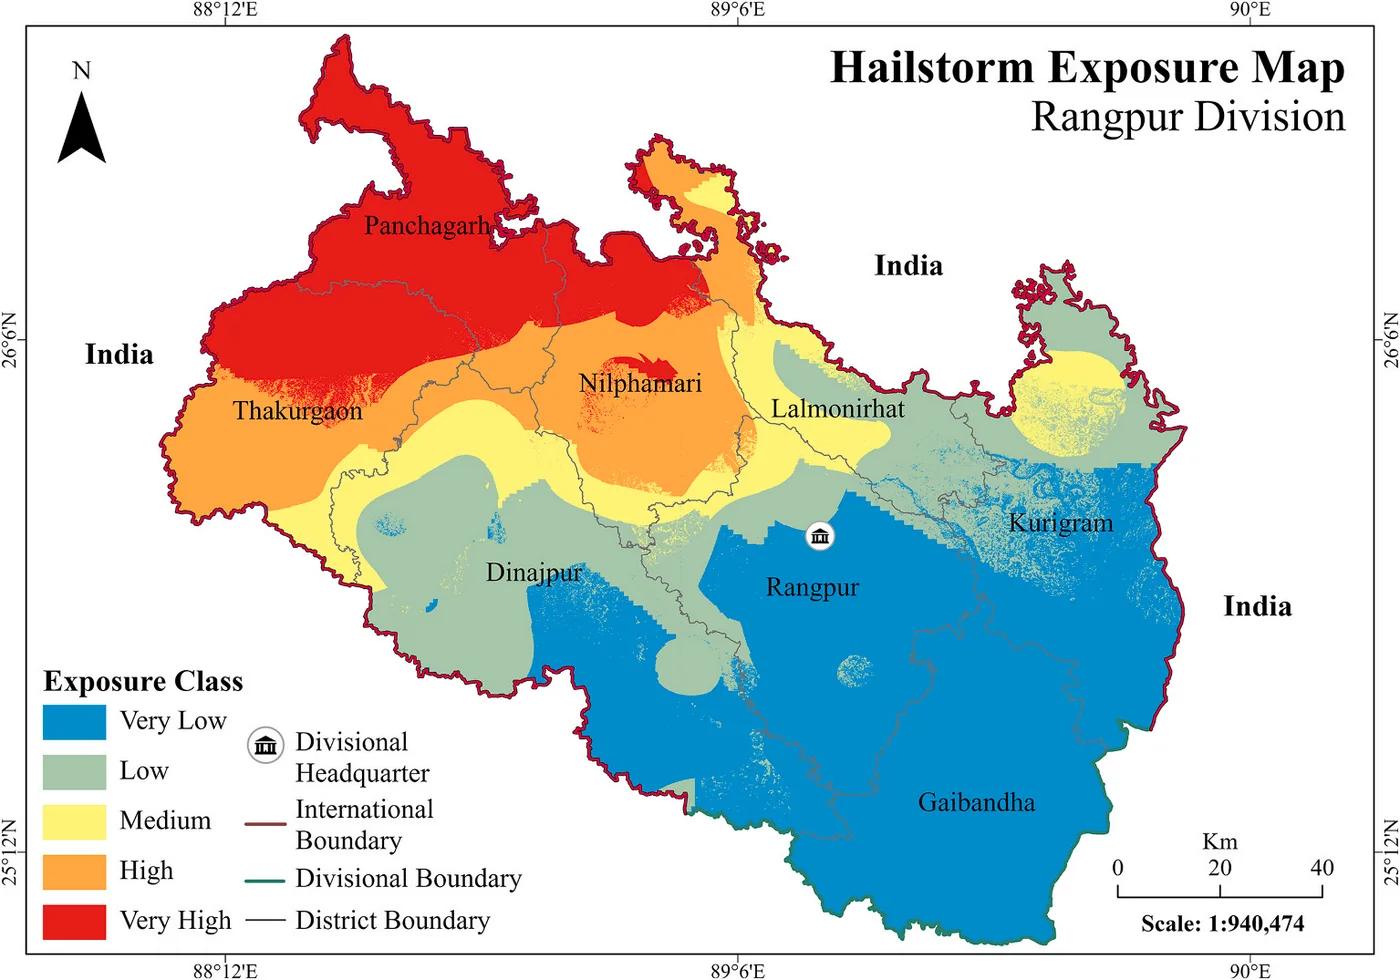 88°12'E
89°6'E
90°E
Hailstorm Exposure Map
Rangpur Division
N
Panchagarh
India
26°6'N
26°6'N
India
Nilphamari
Thakurgaon
Lalmonirhat
Kurigram
Dinajpur
Rangpur
India
Gaibandha
Exposure Class
Very Low
Low
Medium
High
Very High
Divisional
Headquarter
International
Boundary
Divisional Boundary
District Boundary
25°12'N
25°12'N
Km
0 20 40
Scale: 1:940,474
88°12'E
89°6'E
90°E